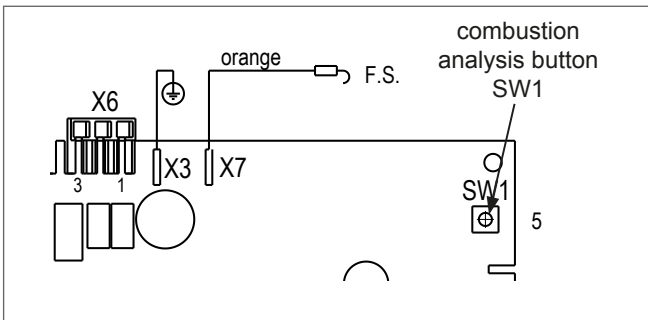 combustion
analysis button
SW1
orange
F.S.
X6
X3
X7
3
1
SW1
5